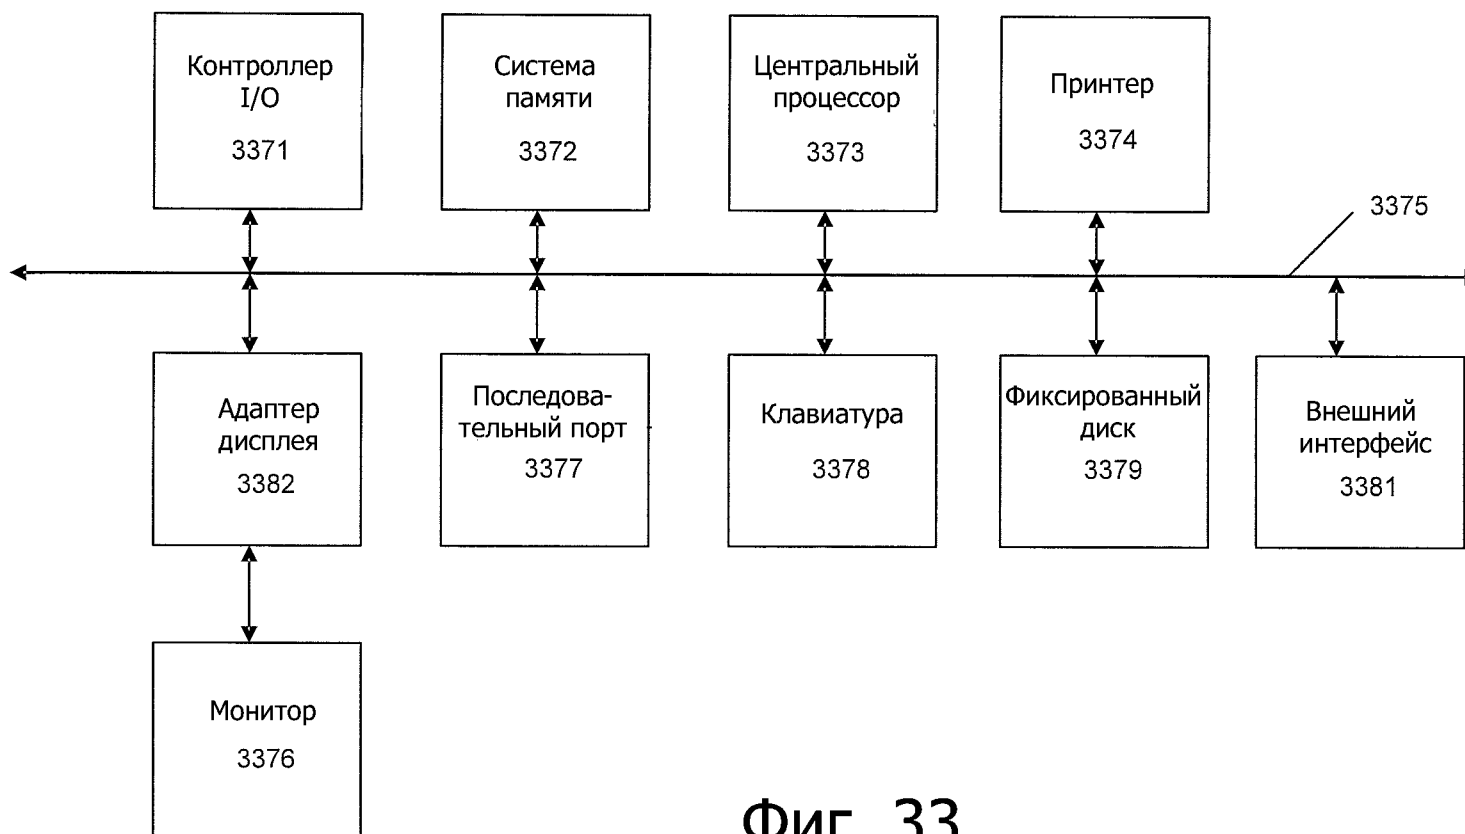 Контроллер
I/O
3371
Система
памяти
3372
Центральный
процессор
3373
Принтер
3374
3375
Адаптер
дисплея
3382
Последова-
тельный порт
3377
Клавиатура
3378
Фиксированный
диск
3379
Внешний
интерфейс
3381
Монитор
3376
Фиг. 33